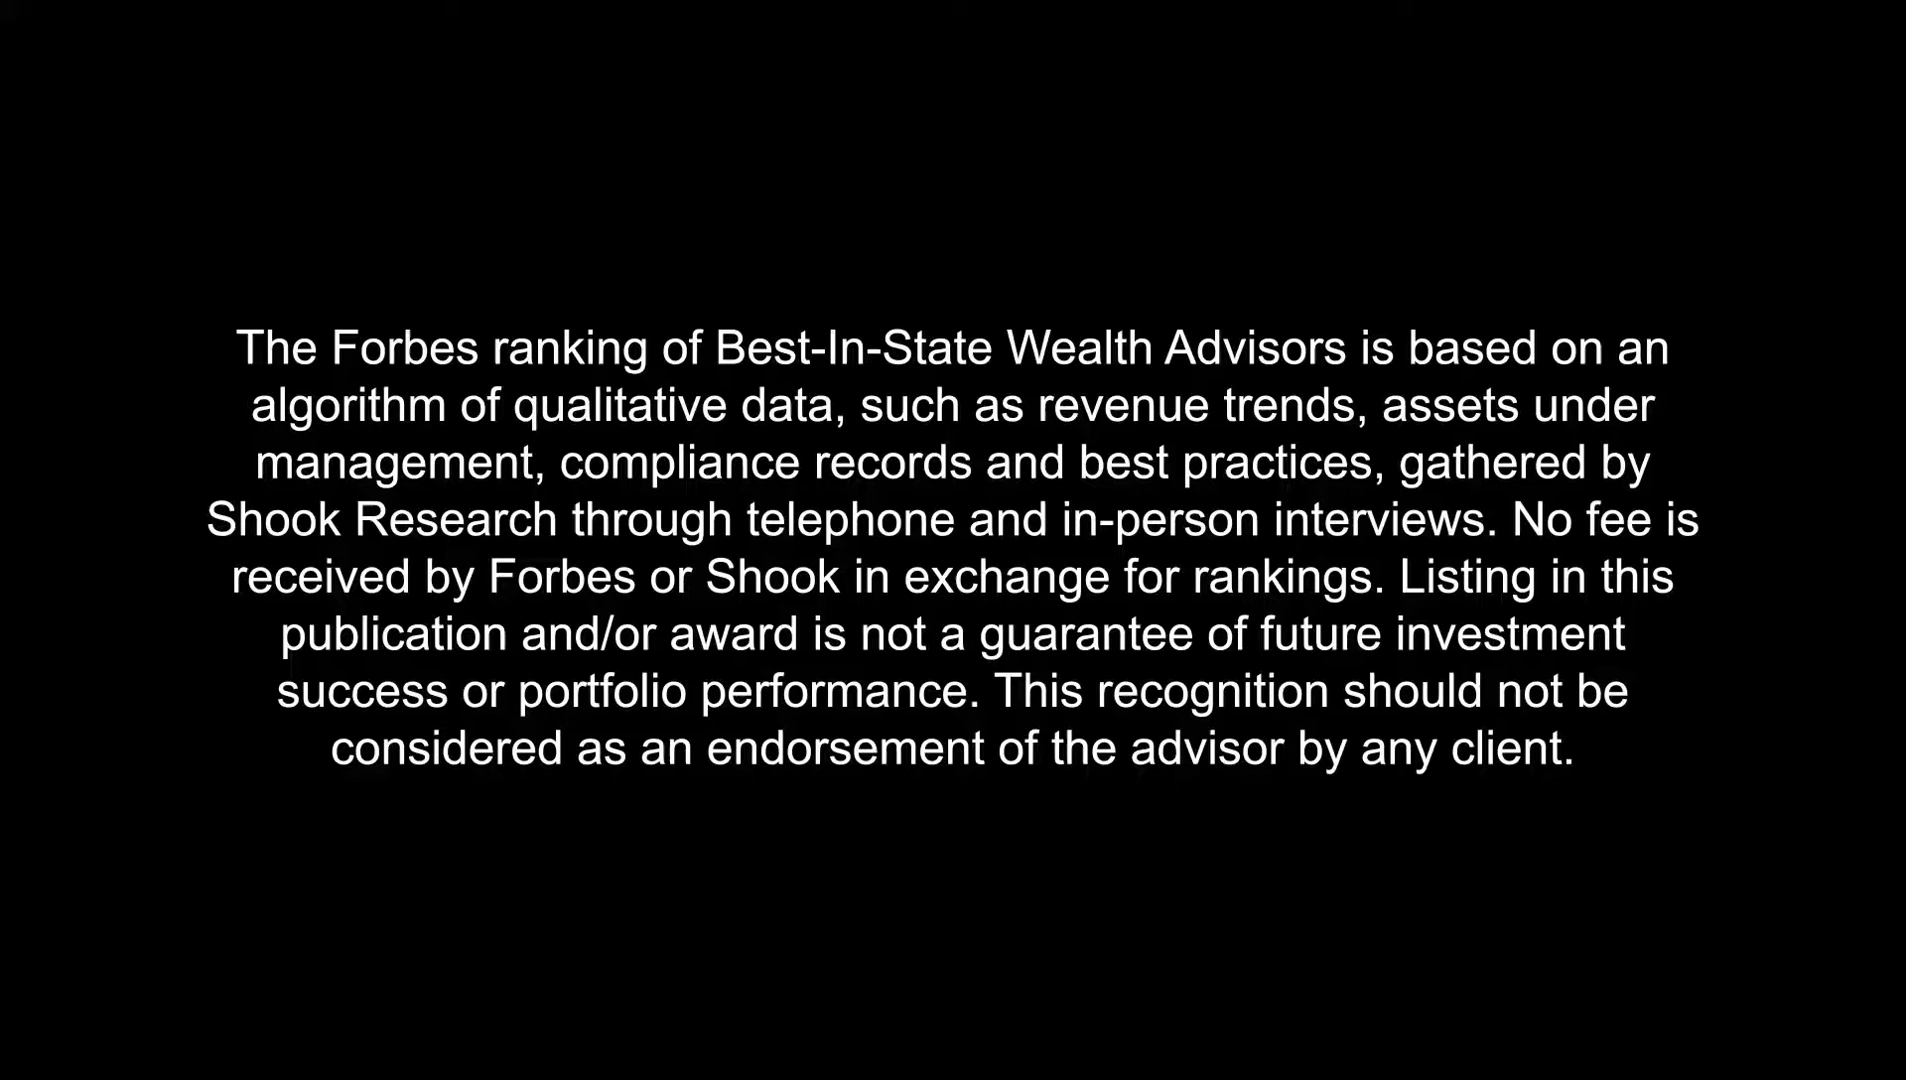 The Forbes ranking of Best-In-State Wealth Advisors is based on an
algorithm of qualitative data, such as revenue trends, assets under
management, compliance records and best practices, gathered by
Shook Research through telephone and in-person interviews. No fee is
received by Forbes or Shook in exchange for rankings. Listing in this
publication and/or award is not a guarantee of future investment
success or portfolio performance. This recognition should not be
considered as an endorsement of the advisor by any client.